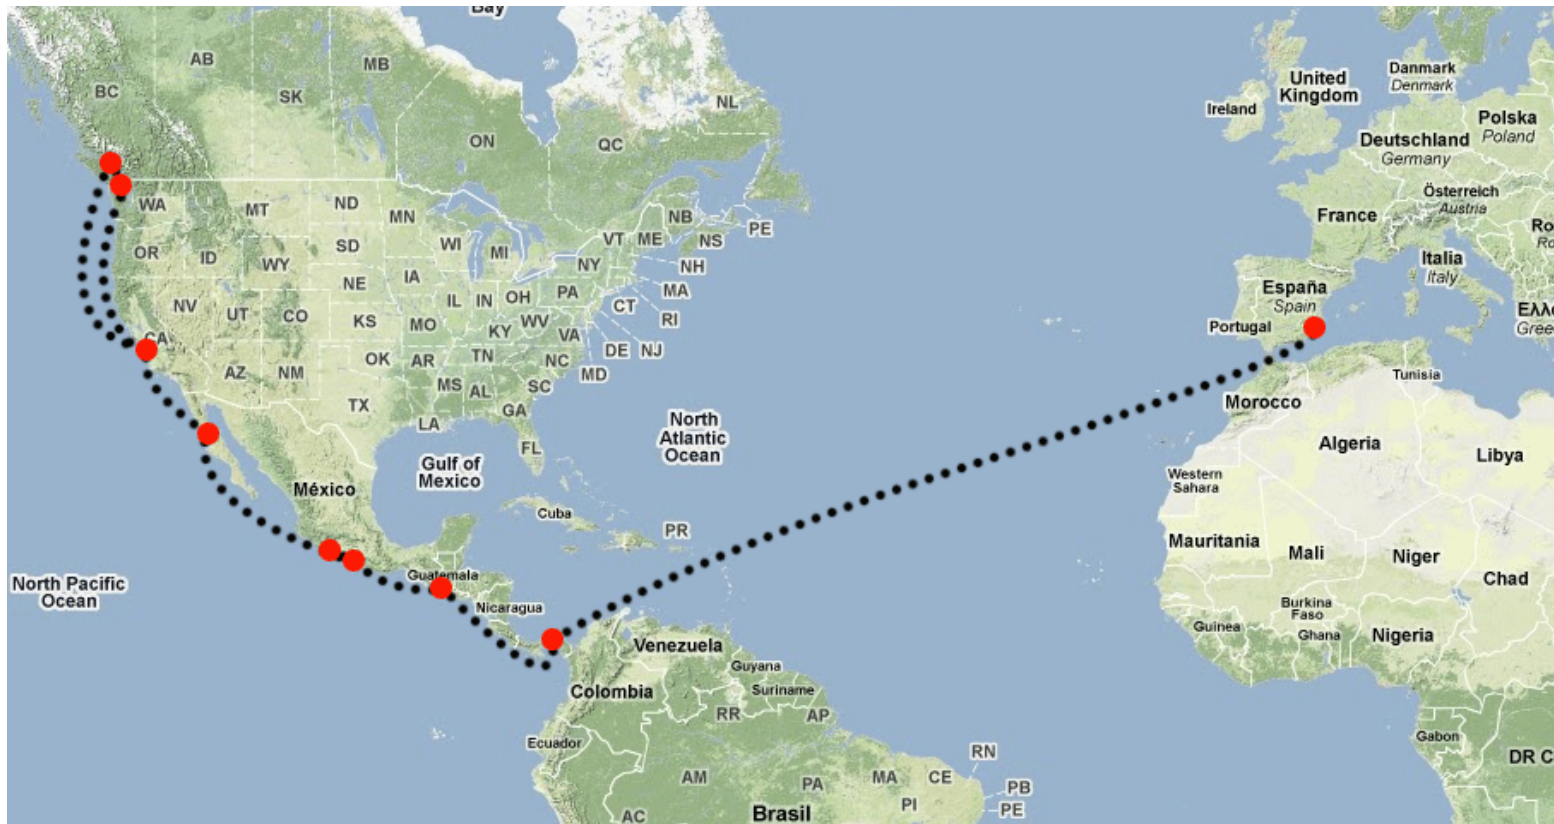 Bay
AB
MB
BC
SK
NL
ON
QC
WA
MT
ND
MN
NB
PE
OR
ID
SD
WI
VT
ME
NS
WY
MI
NY
NH
NE
IA
MA
NV
UT
CO
IL
IN
OH
PA
CT
RI
KS
MO
KY
WV
VA
CA
DE
NJ
OK
AR
TN
NC
MD
AZ
NM
MS
AL
SC
TX
GA
LA
FL
North
Atlantic
Ocean
Gulf of
Mexico
México
Cuba
PR
North Pacific
Ocean
Guatemala
Nicaragua
Venezuela
Guyana
Suriname
Colombia
RR
AP
Ecuador
RN
AM
PA
MA
CE
PB
PI
PE
AC
Brasil
United
Kingdom
Ireland
Danmark
Denmark
Polska
Poland
Deutschland
Germany
Österreich
Austria
France
Ro
Ro
Italia
Italy
España
Spain
Portugal
Ελλ
Gree
Tunisia
Morocco
Algeria
Libya
Western
Sahara
Mauritania
Mali
Niger
Chad
Burkina
Faso
Guinea
Ghana
Nigeria
Gabon
DR C